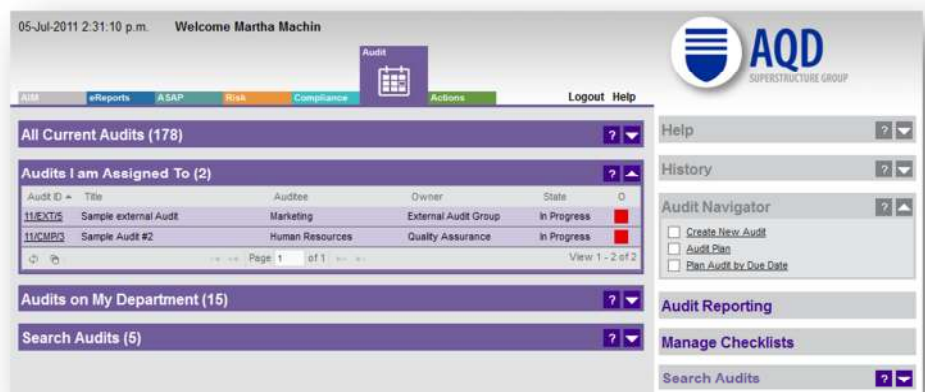 05-Jul-2011 2:31:10 p.m. Welcome Martha Machin
Audit
AQD
SUPERSTRUCTURE GROUP
AIM eReports ASAP Risk Compliance Actions Logout Help
All Current Audits (178) ?
Audits I am Assigned To (2) ?
Audit ID Title Auditee Owner State O
11/EXT/5 Sample external Audit Marketing External Audit Group In Progress
11/CMP/3 Sample Audit #2 Human Resources Quality Assurance In Progress
Page 1 of 1 View 1 - 2 of 2
Audits on My Department (15) ?
Search Audits (5) ?
Help ?
History ?
Audit Navigator ?
Create New Audit
Audit Plan
Plan Audit by Due Date
Audit Reporting
Manage Checklists
Search Audits ?